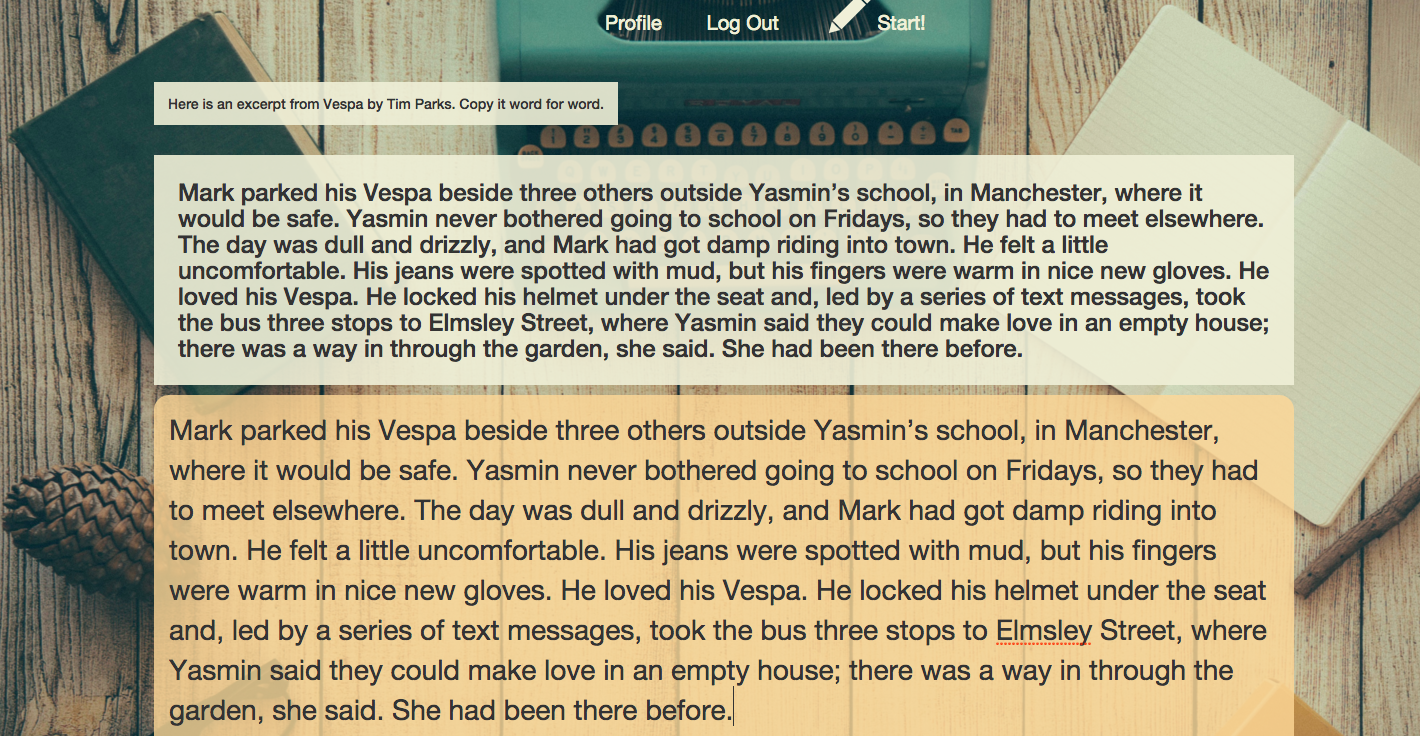 Profile Log Out Start!
Here is an excerpt from Vespa by Tim Parks. Copy it word for word.
Mark parked his Vespa beside three others outside Yasmin’s school, in Manchester, where it
would be safe. Yasmin never bothered going to school on Fridays, so they had to meet elsewhere.
The day was dull and drizzly, and Mark had got damp riding into town. He felt a little
uncomfortable. His jeans were spotted with mud, but his fingers were warm in nice new gloves. He
loved his Vespa. He locked his helmet under the seat and, led by a series of text messages, took
the bus three stops to Elmsley Street, where Yasmin said they could make love in an empty house;
there was a way in through the garden, she said. She had been there before.
Mark parked his Vespa beside three others outside Yasmin’s school, in Manchester,
where it would be safe. Yasmin never bothered going to school on Fridays, so they had
to meet elsewhere. The day was dull and drizzly, and Mark had got damp riding into
town. He felt a little uncomfortable. His jeans were spotted with mud, but his fingers
were warm in nice new gloves. He loved his Vespa. He locked his helmet under the seat
and, led by a series of text messages, took the bus three stops to Elmsley Street, where
Yasmin said they could make love in an empty house; there was a way in through the
garden, she said. She had been there before.